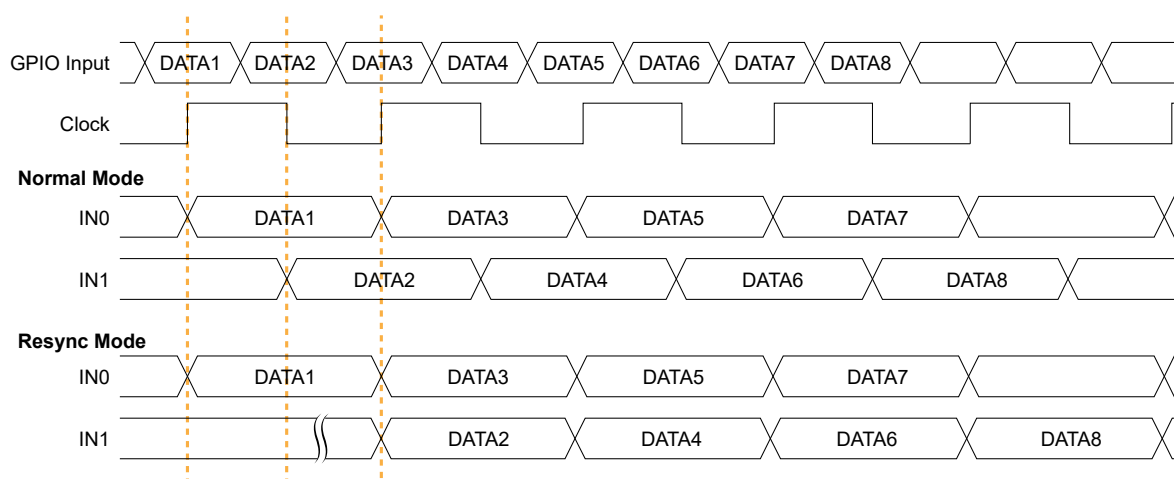 GPIO Input DATA1 DATA2 DATA3 DATA4 DATA5 DATA6 DATA7 DATA8
Clock
Normal Mode
IN0 DATA1 DATA3 DATA5 DATA7
IN1 DATA2 DATA4 DATA6 DATA8
Resync Mode
IN0 DATA1 DATA3 DATA5 DATA7
IN1 DATA2 DATA4 DATA6 DATA8